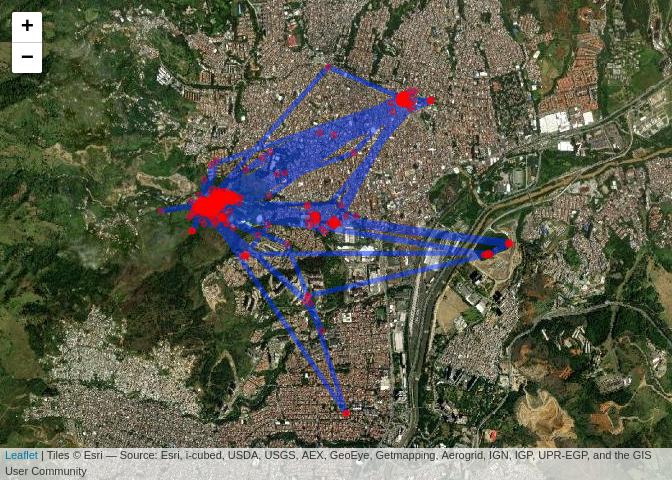 +
−
Leaflet | Tiles © Esri — Source: Esri, i-cubed, USDA, USGS, AEX, GeoEye, Getmapping, Aerogrid, IGN, IGP, UPR-EGP, and the GIS
User Community